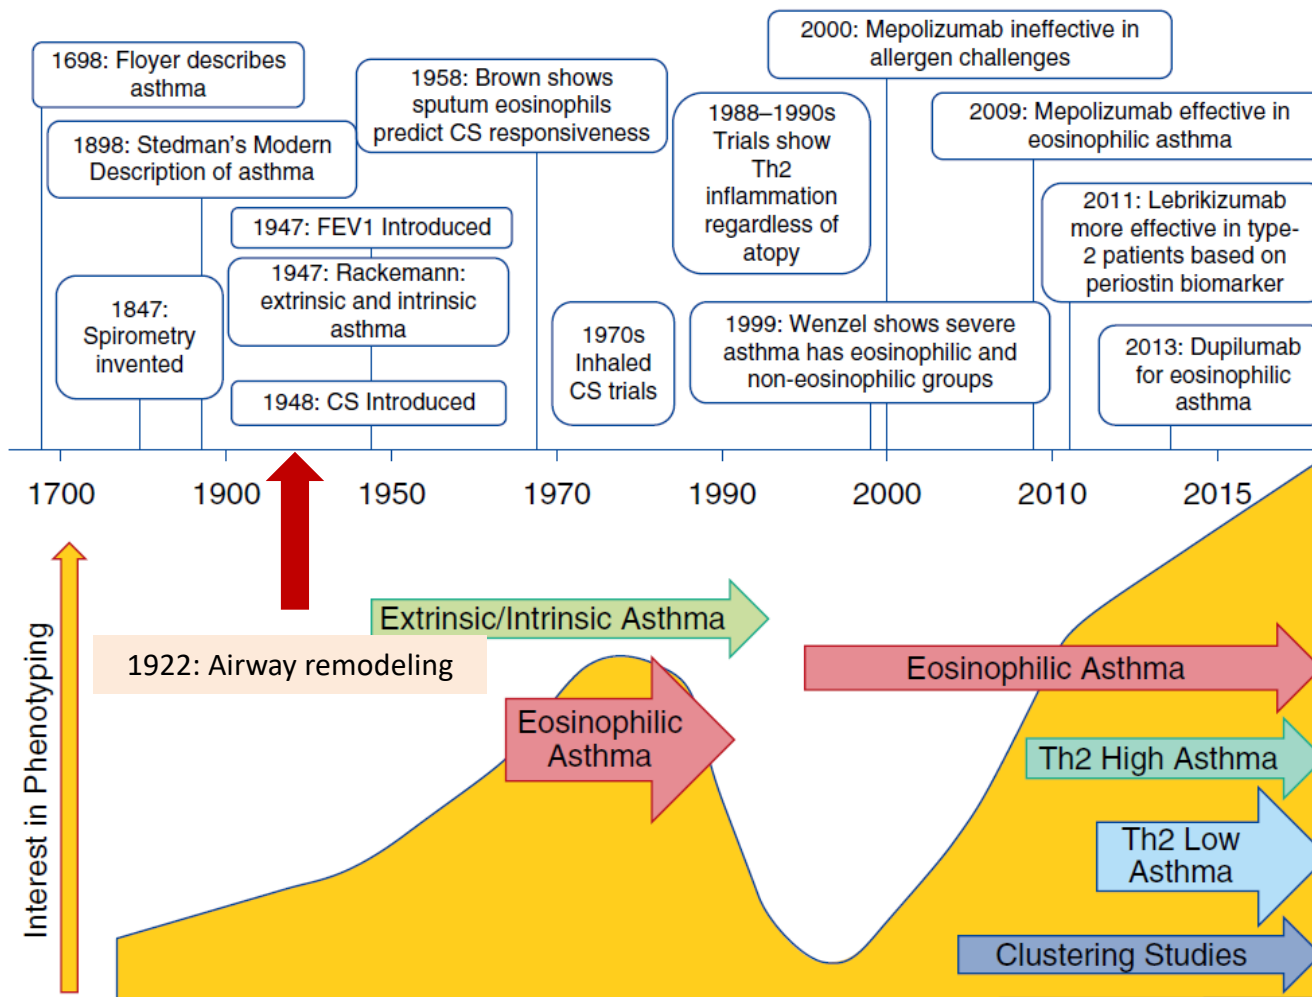 1698: Floyer describes
asthma
1898: Stedman's Modern
Description of asthma
1847:
Spirometry
invented
1947: FEV1 Introduced
1947: Rackemann:
extrinsic and intrinsic
asthma
1948: CS Introduced
1958: Brown shows
sputum eosinophils
predict CS responsiveness
1970s
Inhaled
CS trials
1988–1990s
Trials show
Th2
inflammation
regardless of
atopy
1999: Wenzel shows severe
asthma has eosinophilic and
non-eosinophilic groups
2000: Mepolizumab ineffective in
allergen challenges
2009: Mepolizumab effective in
eosinophilic asthma
2011: Lebrikizumab
more effective in type-
2 patients based on
periostin biomarker
2013: Dupilumab
for eosinophilic
asthma
1700 1900 1950 1970 1990 2000 2010 2015
Interest in Phenotyping
1922: Airway remodeling
Extrinsic/Intrinsic Asthma
Eosinophilic
Asthma
Eosinophilic Asthma
Th2 High Asthma
Th2 Low
Asthma
Clustering Studies